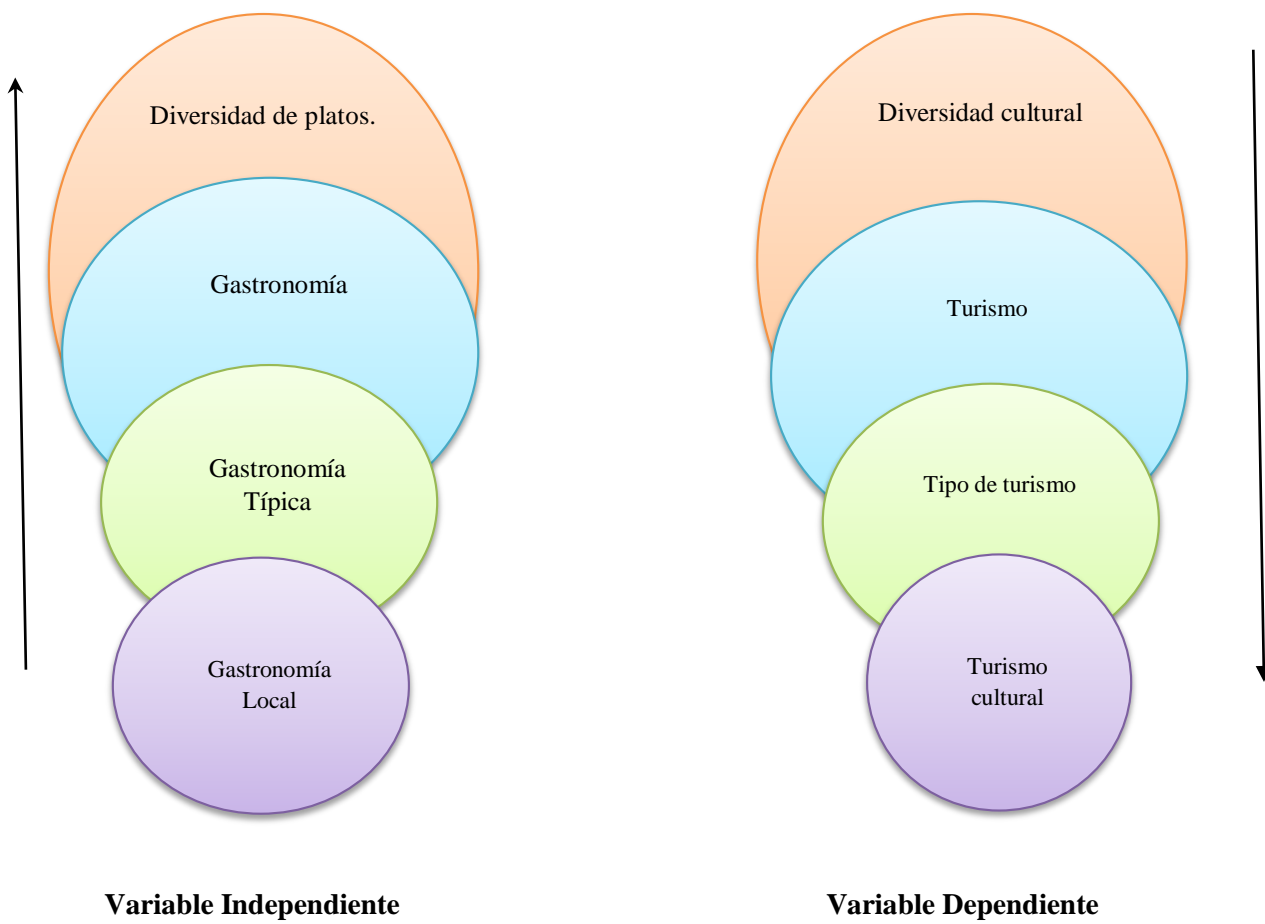 Diversidad de platos.
Gastronomía
Gastronomía
Típica
Gastronomía
Local
Variable Independiente
Diversidad cultural
Turismo
Tipo de turismo
Turismo
cultural
Variable Dependiente